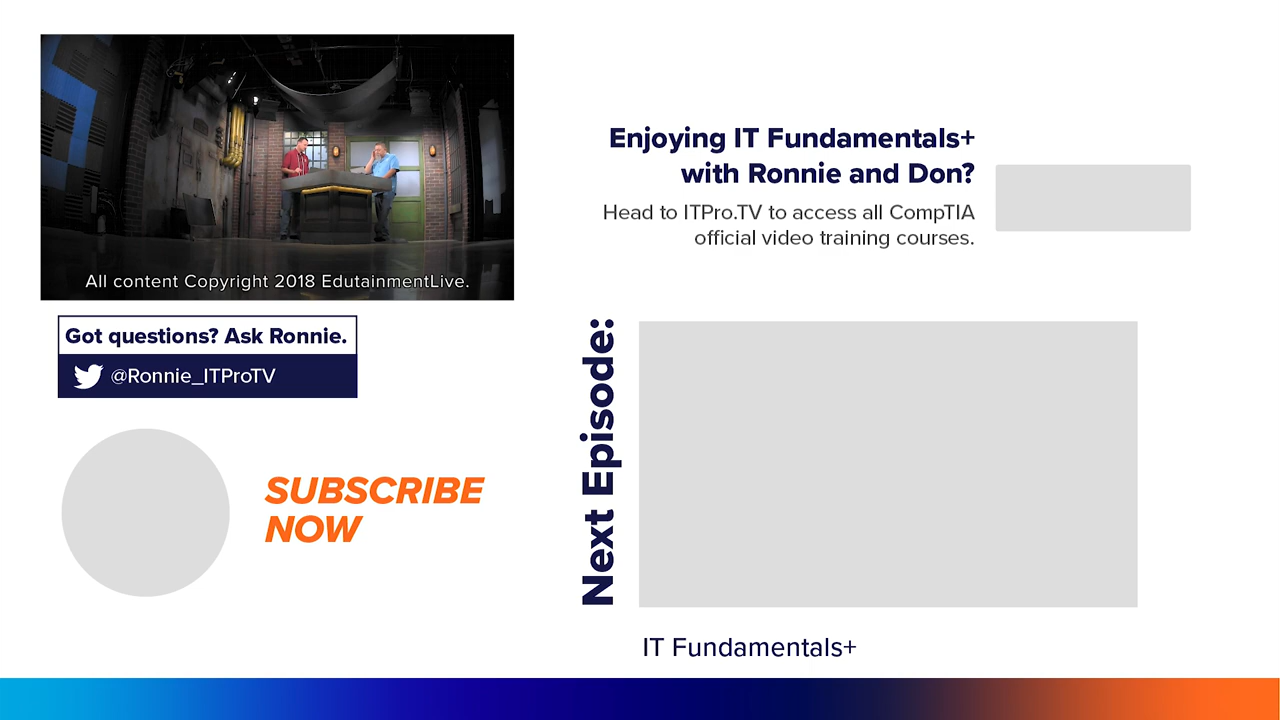 All content Copyright 2018 EdutainmentLive.
Got questions? Ask Ronnie.
@Ronnie_ITProTV
SUBSCRIBE
NOW
Enjoying IT Fundamentals+
with Ronnie and Don?
Head to ITPro.TV to access all CompTIA
official video training courses.
Next Episode:
IT Fundamentals+